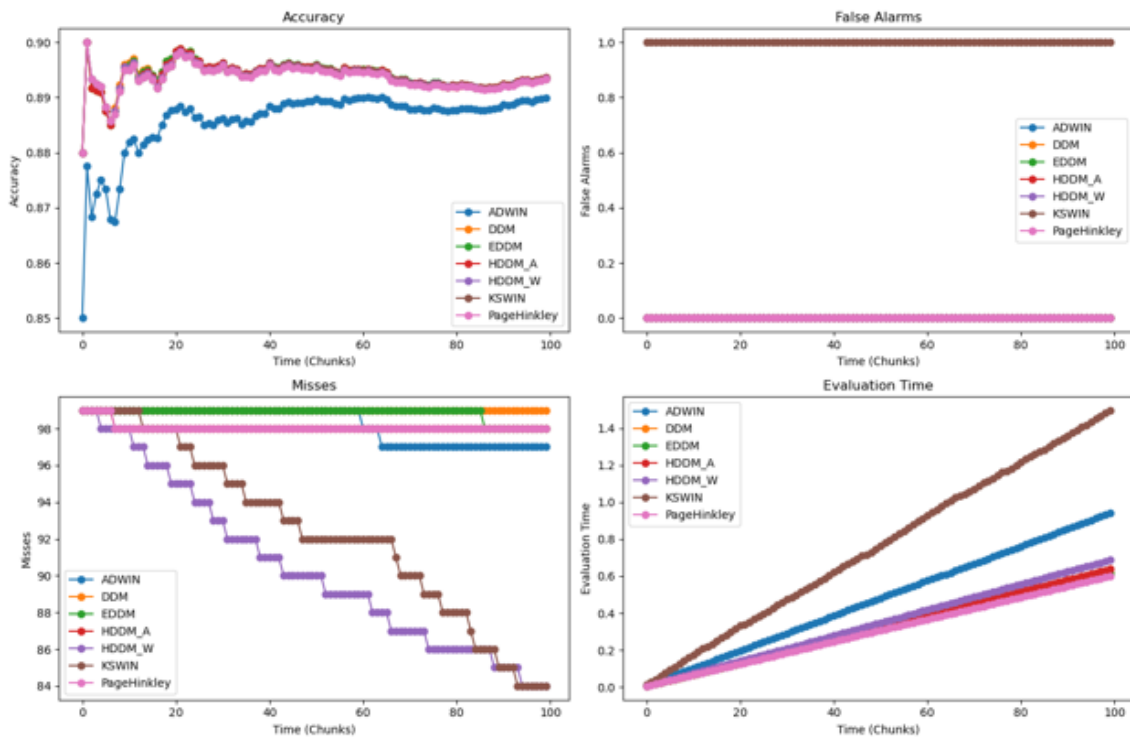 Accuracy
Accuracy
0.90
0.89
0.88
0.87
0.86
0.85
0 20 40 60 80 100
Time (Chunks)
ADWIN
DDM
EDDM
HDDM_A
HDDM_W
KSWIN
PageHinkley
False Alarms
False Alarms
1.0
0.8
0.6
0.4
0.2
0.0
0 20 40 60 80 100
Time (Chunks)
ADWIN
DDM
EDDM
HDDM_A
HDDM_W
KSWIN
PageHinkley
Misses
Misses
98
96
94
92
90
88
86
84
0 20 40 60 80 100
Time (Chunks)
ADWIN
DDM
EDDM
HDDM_A
HDDM_W
KSWIN
PageHinkley
Evaluation Time
Evaluation Time
1.4
1.2
1.0
0.8
0.6
0.4
0.2
0.0
0 20 40 60 80 100
Time (Chunks)
ADWIN
DDM
EDDM
HDDM_A
HDDM_W
KSWIN
PageHinkley